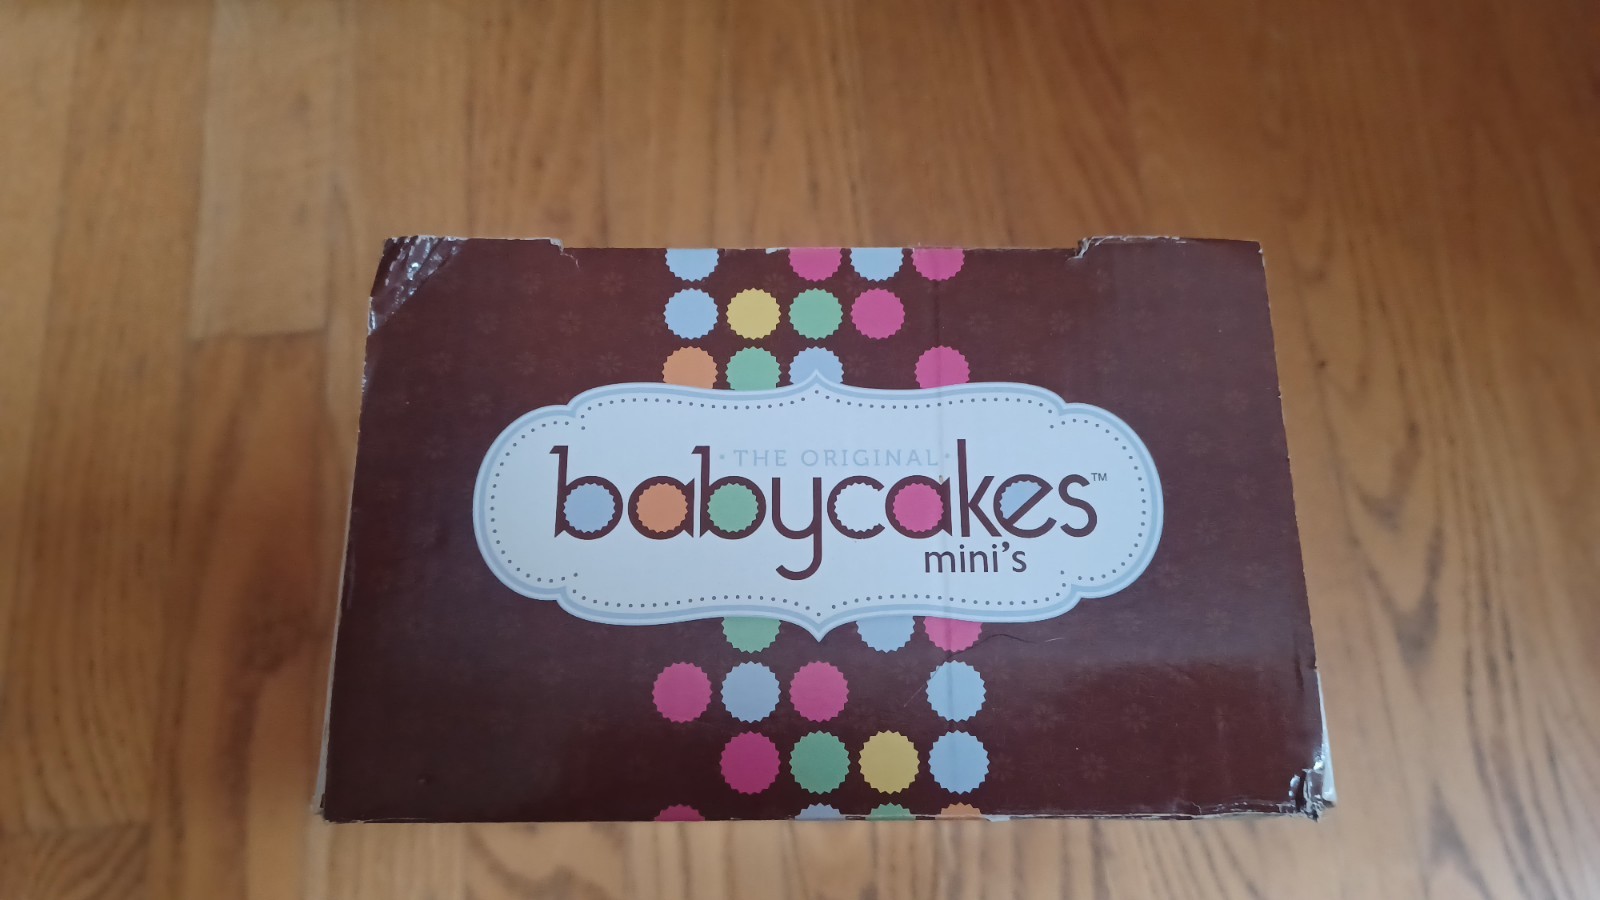 • THE ORIGINAL •
babycakes™
mini's